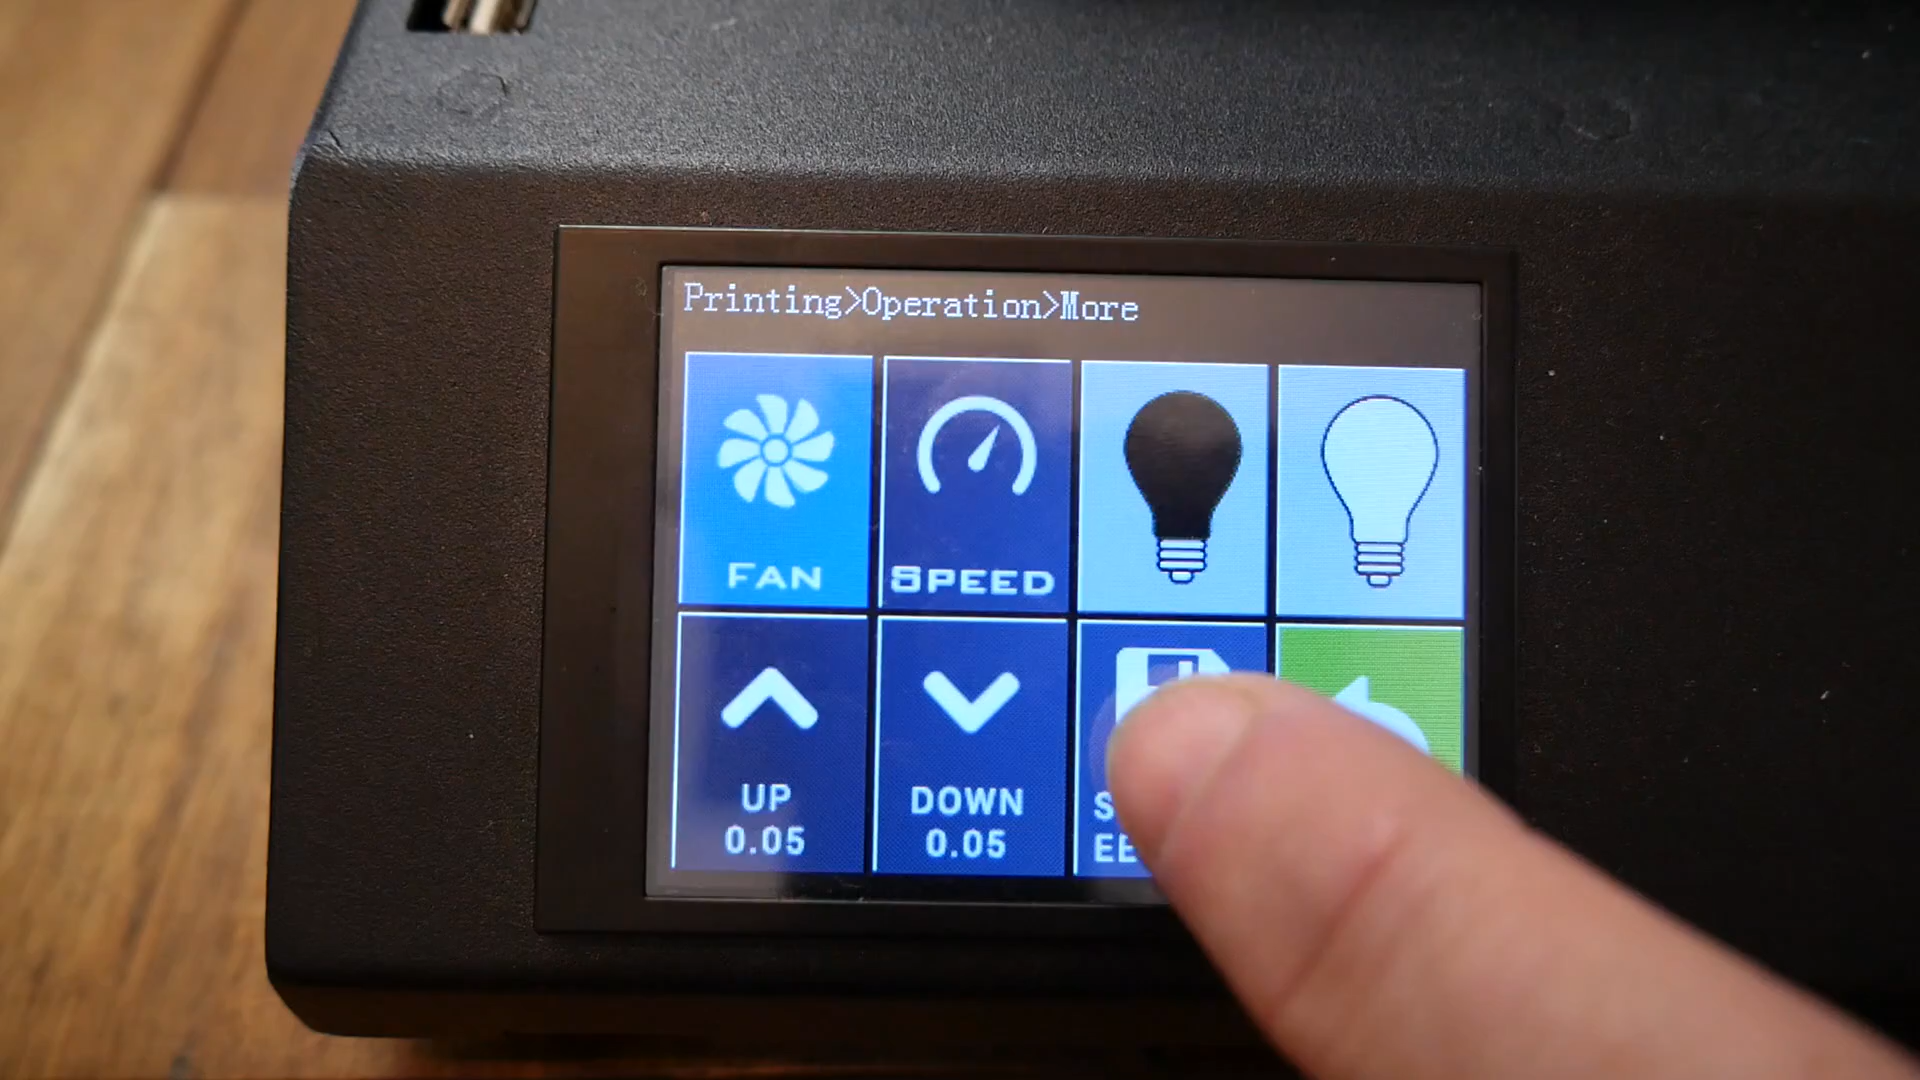 Printing>Operation>More
FAN
SPEED
UP
0.05
DOWN
0.05